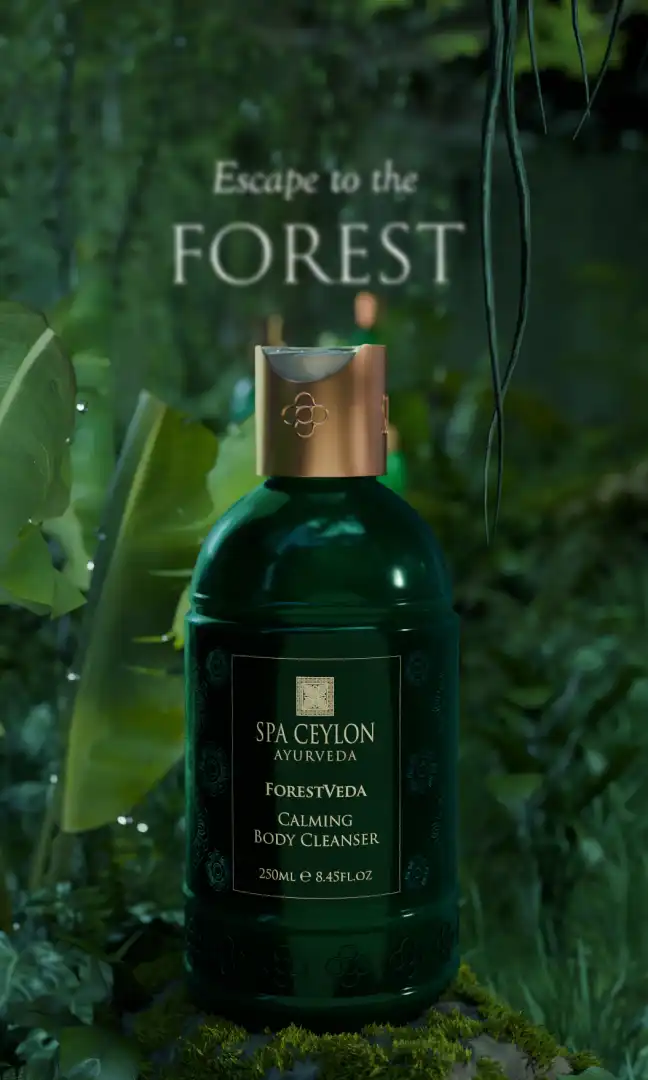 Escape to the
FOREST
SPA CEYLON
AYURVEDA
FORESTVEDA
CALMING
BODY CLEANSER
250ML ℮ 8.45FL.OZ